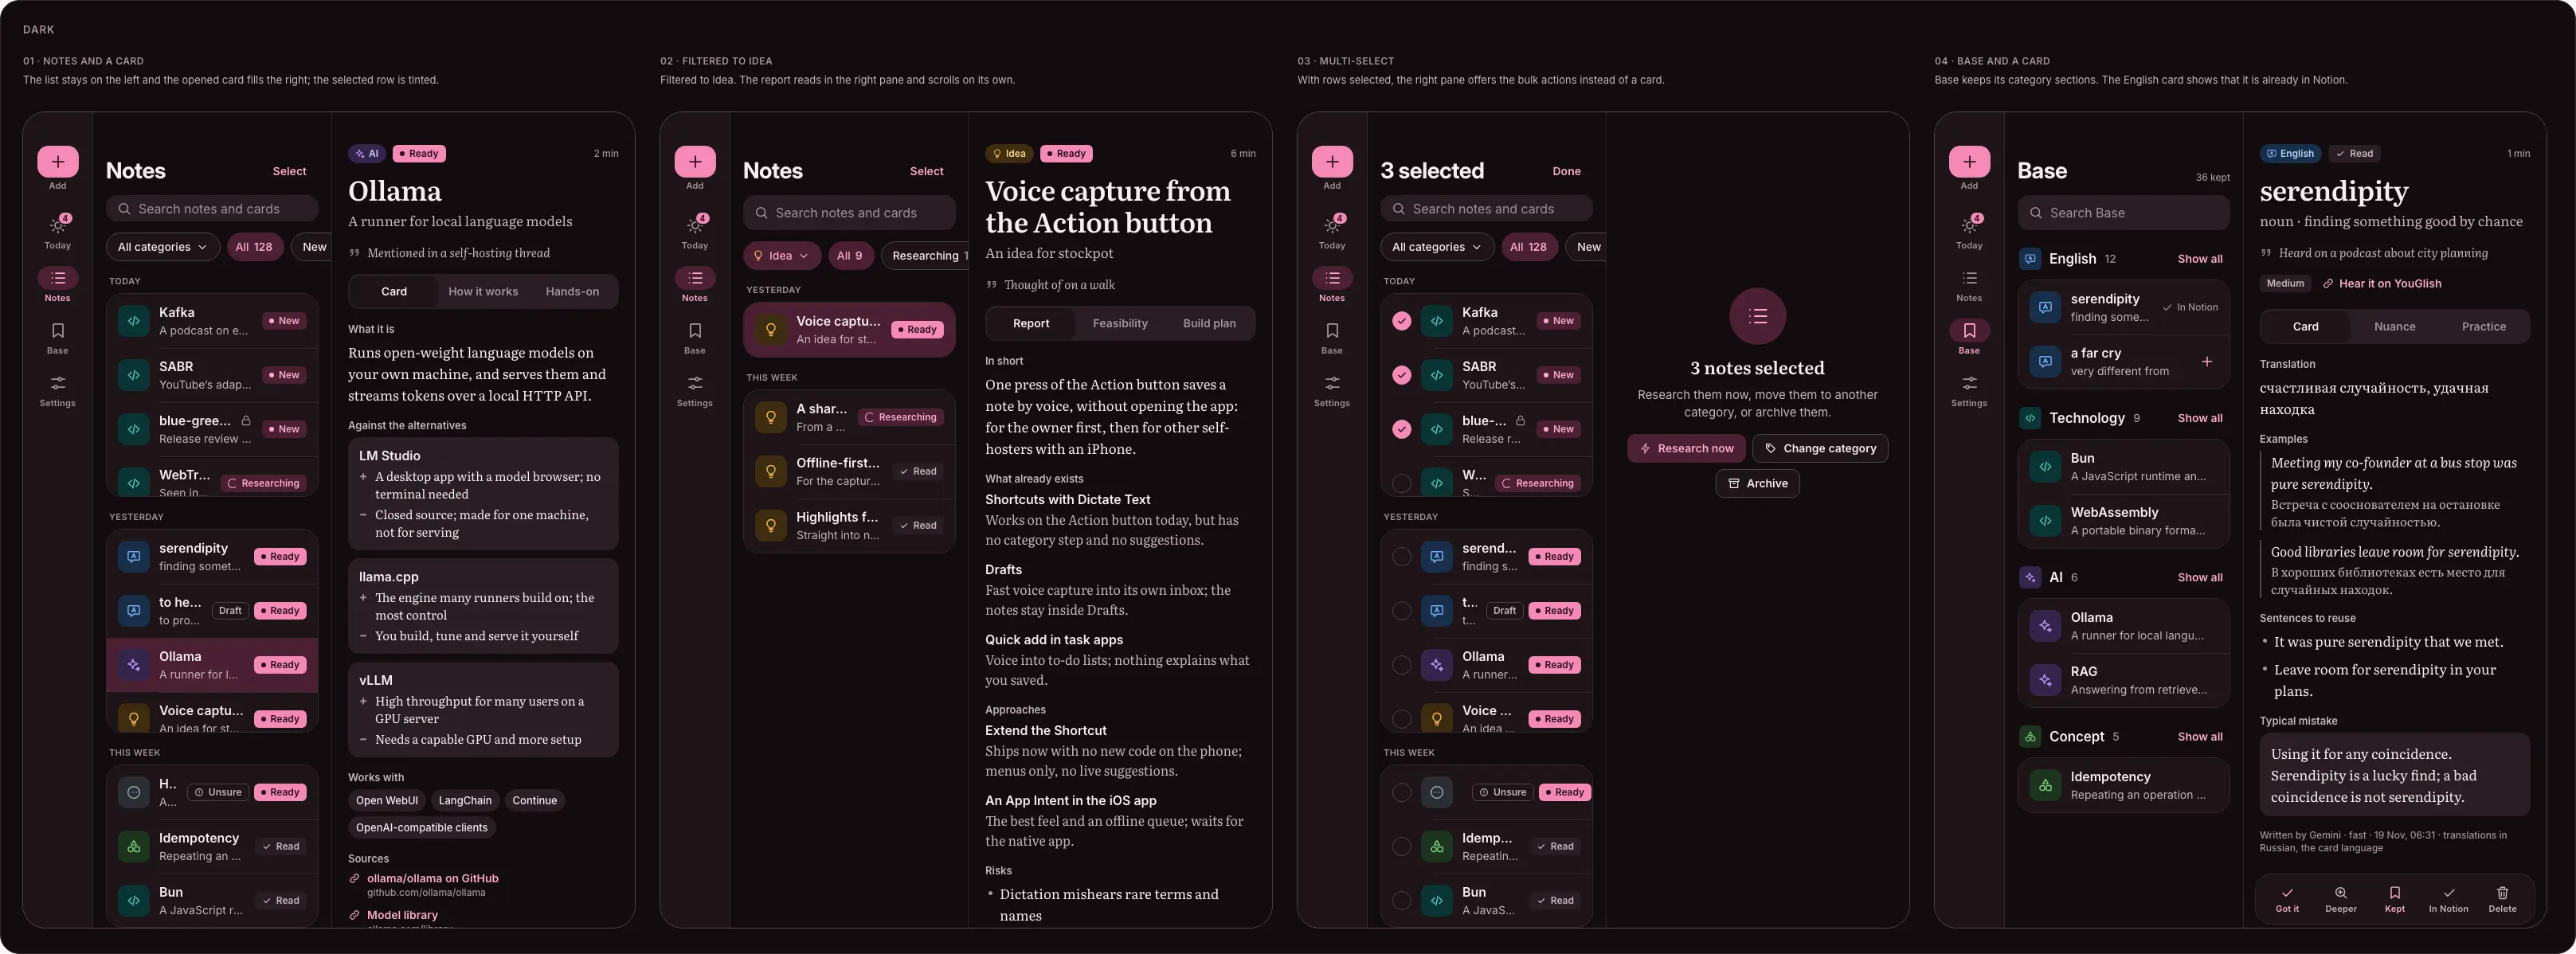 DARK
01 · NOTES AND A CARD
The list stays on the left and the opened card fills the right; the selected row is tinted.
Add
4
Today
Notes
Base
Settings
Notes
Select
Search notes and cards
All categories
All 128
New
TODAY
Kafka
A podcast on e...
New
SABR
YouTube's adap...
New
blue-gree...
Release review ...
New
WebTr...
Seen in...
Researching
YESTERDAY
serendipity
finding somet...
Ready
to he...
to pro...
Draft
Ready
Ollama
A runner for l...
Ready
Voice captu...
An idea for st...
Ready
THIS WEEK
H...
A...
Unsure
Ready
Idempotency
Repeating an ...
Read
Bun
A JavaScript r...
Read
AI
Ready
2 min
Ollama
A runner for local language models
Mentioned in a self-hosting thread
Card
How it works
Hands-on
What it is
Runs open-weight language models on
your own machine, and serves them and
streams tokens over a local HTTP API.
Against the alternatives
LM Studio
+ A desktop app with a model browser; no
terminal needed
− Closed source; made for one machine,
not for serving
llama.cpp
+ The engine many runners build on; the
most control
− You build, tune and serve it yourself
vLLM
+ High throughput for many users on a
GPU server
− Needs a capable GPU and more setup
Works with
Open WebUI
LangChain
Continue
OpenAI-compatible clients
Sources
ollama/ollama on GitHub
github.com/ollama/ollama
Model library
02 · FILTERED TO IDEA
Filtered to Idea. The report reads in the right pane and scrolls on its own.
Add
4
Today
Notes
Base
Settings
Notes
Select
Search notes and cards
Idea
All 9
Researching 1
YESTERDAY
Voice captu...
An idea for st...
Ready
THIS WEEK
A shar...
From a ...
Researching
Offline-first...
For the captur...
Read
Highlights f...
Straight into n...
Read
Idea
Ready
6 min
Voice capture from
the Action button
An idea for stockpot
Thought of on a walk
Report
Feasibility
Build plan
In short
One press of the Action button saves a
note by voice, without opening the app:
for the owner first, then for other self-
hosters with an iPhone.
What already exists
Shortcuts with Dictate Text
Works on the Action button today, but has
no category step and no suggestions.
Drafts
Fast voice capture into its own inbox; the
notes stay inside Drafts.
Quick add in task apps
Voice into to-do lists; nothing explains what
you saved.
Approaches
Extend the Shortcut
Ships now with no new code on the phone;
menus only, no live suggestions.
An App Intent in the iOS app
The best feel and an offline queue; waits for
the native app.
Risks
• Dictation mishears rare terms and
names
03 · MULTI-SELECT
With rows selected, the right pane offers the bulk actions instead of a card.
Add
4
Today
Notes
Base
Settings
3 selected
Done
Search notes and cards
All categories
All 128
New
TODAY
Kafka
A podcast...
New
SABR
YouTube's...
New
blue-...
Release r...
New
W...
S...
Researching
YESTERDAY
serend...
finding s...
Ready
t...
t...
Draft
Ready
Ollama
A runner...
Ready
Voice ...
An idea ...
Ready
THIS WEEK
Unsure
Ready
Idemp...
Repeatin...
Read
Bun
A JavaS...
Read
3 notes selected
Research them now, move them to another
category, or archive them.
Research now
Change category
Archive
04 · BASE AND A CARD
Base keeps its category sections. The English card shows that it is already in Notion.
Add
4
Today
Notes
Base
Settings
Base
36 kept
Search Base
English 12
Show all
serendipity
finding some...
In Notion
a far cry
very different from
Technology 9
Show all
Bun
A JavaScript runtime an...
WebAssembly
A portable binary forma...
AI 6
Show all
Ollama
A runner for local langu...
RAG
Answering from retrieve...
Concept 5
Show all
Idempotency
Repeating an operation ...
English
Read
1 min
serendipity
noun · finding something good by chance
Heard on a podcast about city planning
Medium
Hear it on YouGlish
Card
Nuance
Practice
Translation
счастливая случайность, удачная
находка
Examples
Meeting my co-founder at a bus stop was
pure serendipity.
Встреча с сооснователем на остановке
была чистой случайностью.
Good libraries leave room for serendipity.
В хороших библиотеках есть место для
случайных находок.
Sentences to reuse
• It was pure serendipity that we met.
• Leave room for serendipity in your
plans.
Typical mistake
Using it for any coincidence.
Serendipity is a lucky find; a bad
coincidence is not serendipity.
Written by Gemini · fast · 19 Nov, 06:31 · translations in
Russian, the card language
Got it
Deeper
Kept
In Notion
Delete